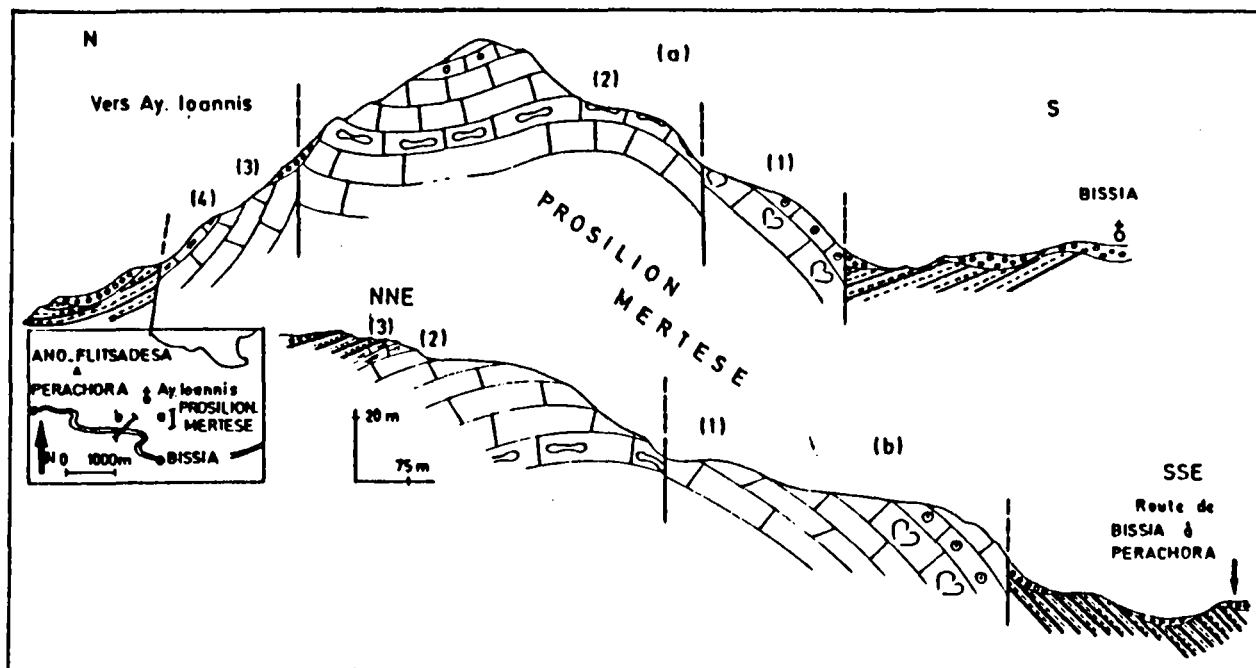 N
(a)
(2)
Vers Ay. Ioannis
S
(3)
(1)
(4)
BISSIA
PROSILION
MERTESE
NNE
(3)
(2)
ANO. FLITSADESA
PERACHORA
Ay. Ioannis
b
a
PROSILION.
MERTESE
N
0 1000m
BISSIA
20 m
75 m
(1)
(b)
SSE
Route de
BISSIA à
PERACHORA